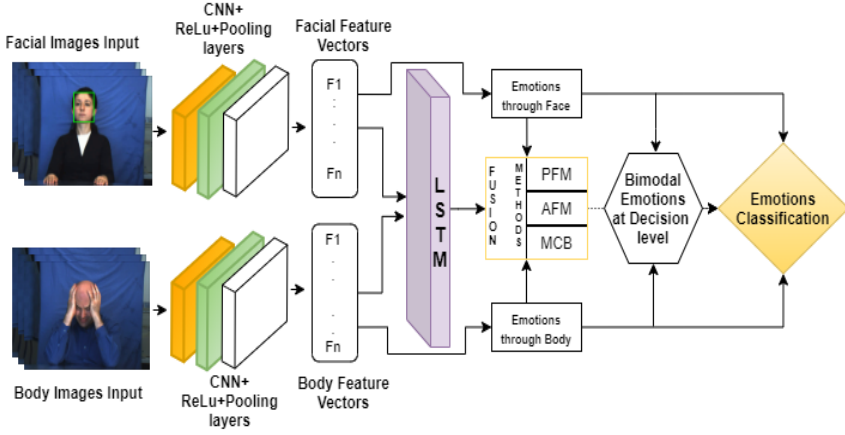 Facial Images Input
CNN+
ReLu+Pooling
layers
Facial Feature
Vectors
F1
Fn
LSTM
Emotions
through Face
FUSION
METHODS
PFM
AFM
MCB
Bimodal
Emotions
at Decision
level
Emotions
Classification
Body Images Input
CNN+
ReLu+Pooling
layers
F1
Fn
Body Feature
Vectors
Emotions
through Body